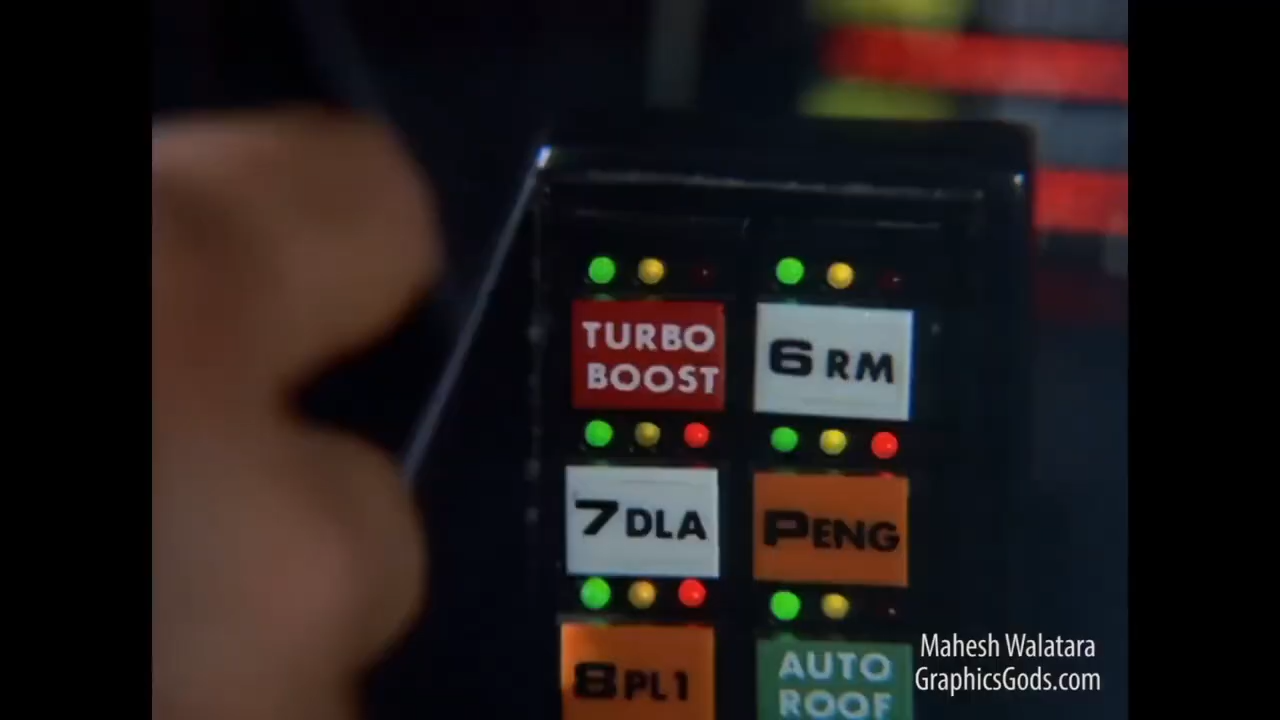 TURBO
BOOST
6 RM
7 DLA
PENG
8 PL1
AUTO
ROOF
Mahesh Walatara
GraphicsGods.com